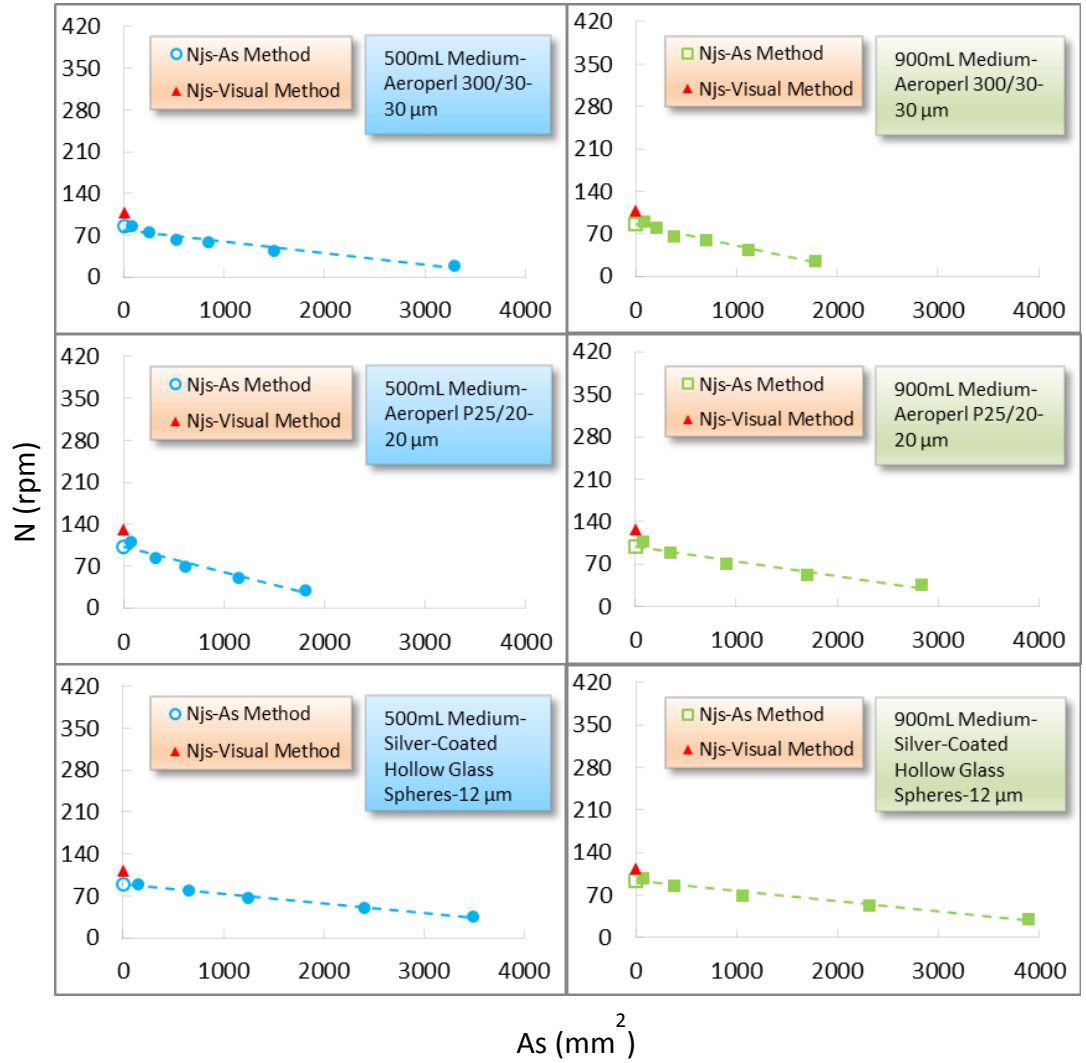 420
350
280
210
140
70
0
0 1000 2000 3000 4000
Njs-As Method
Njs-Visual Method
500mL Medium-
Aeroperl 300/30-
30 µm
420
350
280
210
140
70
0
0 1000 2000 3000 4000
Njs-As Method
Njs-Visual Method
900mL Medium-
Aeroperl 300/30-
30 µm
420
350
280
210
140
70
0
0 1000 2000 3000 4000
Njs-As Method
Njs-Visual Method
500mL Medium-
Aeroperl P25/20-
20 µm
420
350
280
210
140
70
0
0 1000 2000 3000 4000
Njs-As Method
Njs-Visual Method
900mL Medium-
Aeroperl P25/20-
20 µm
420
350
280
210
140
70
0
0 1000 2000 3000 4000
Njs-As Method
Njs-Visual Method
500mL Medium-
Silver-Coated
Hollow Glass
Spheres-12 µm
420
350
280
210
140
70
0
0 1000 2000 3000 4000
Njs-As Method
Njs-Visual Method
900mL Medium-
Silver-Coated
Hollow Glass
Spheres-12 µm
N (rpm)
As (mm²)